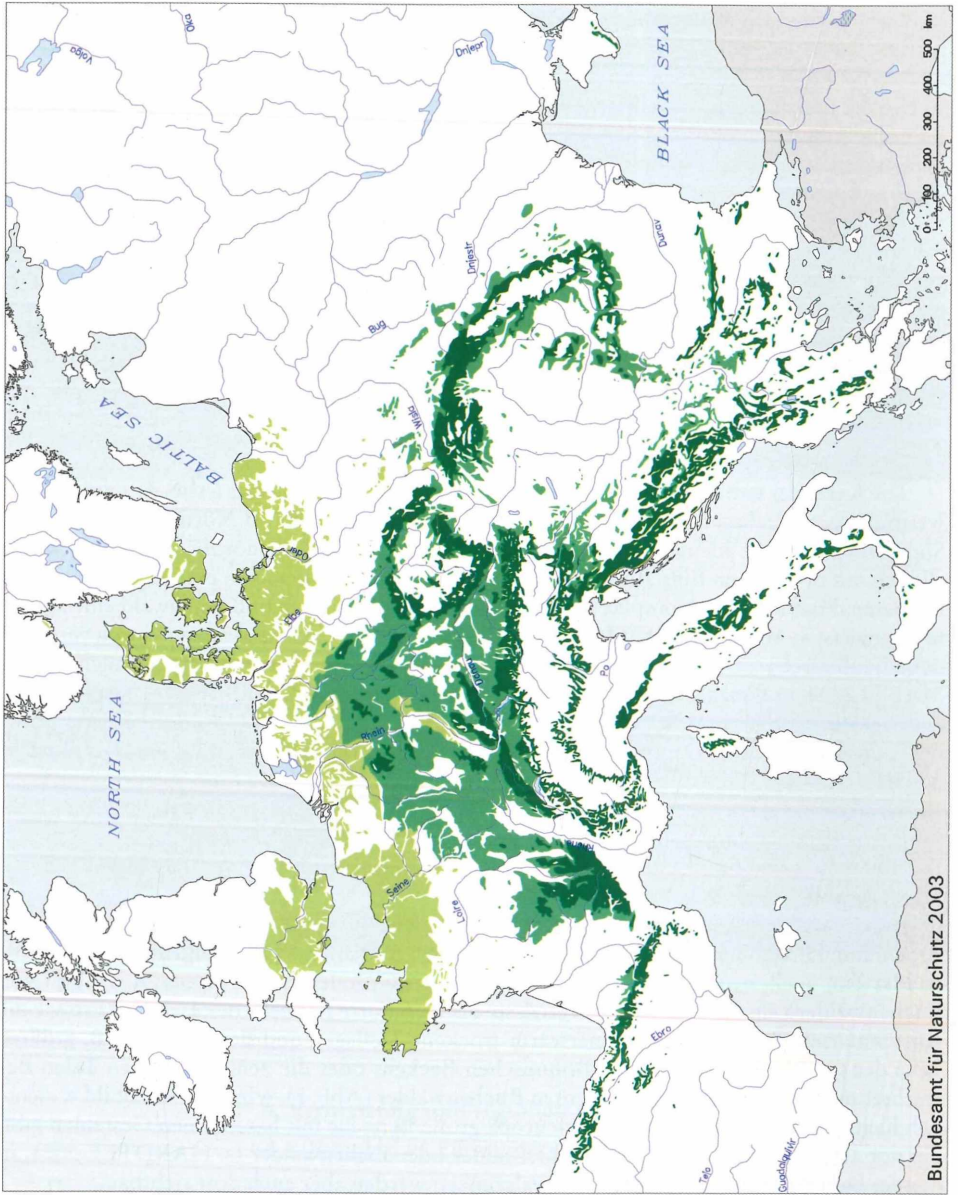 Volga
Oka
Dnjepr
BLACK SEA
0 100 200 300 400 500 km
Dnjestr
Dunav
Bug
BALTIC SEA
Wisla
Oder
Elbe
NORTH SEA
Rhein
Po
Seine
Loire
Rhône
Ebro
Tejo
Guadalquivir
Bundesamt für Naturschutz 2003